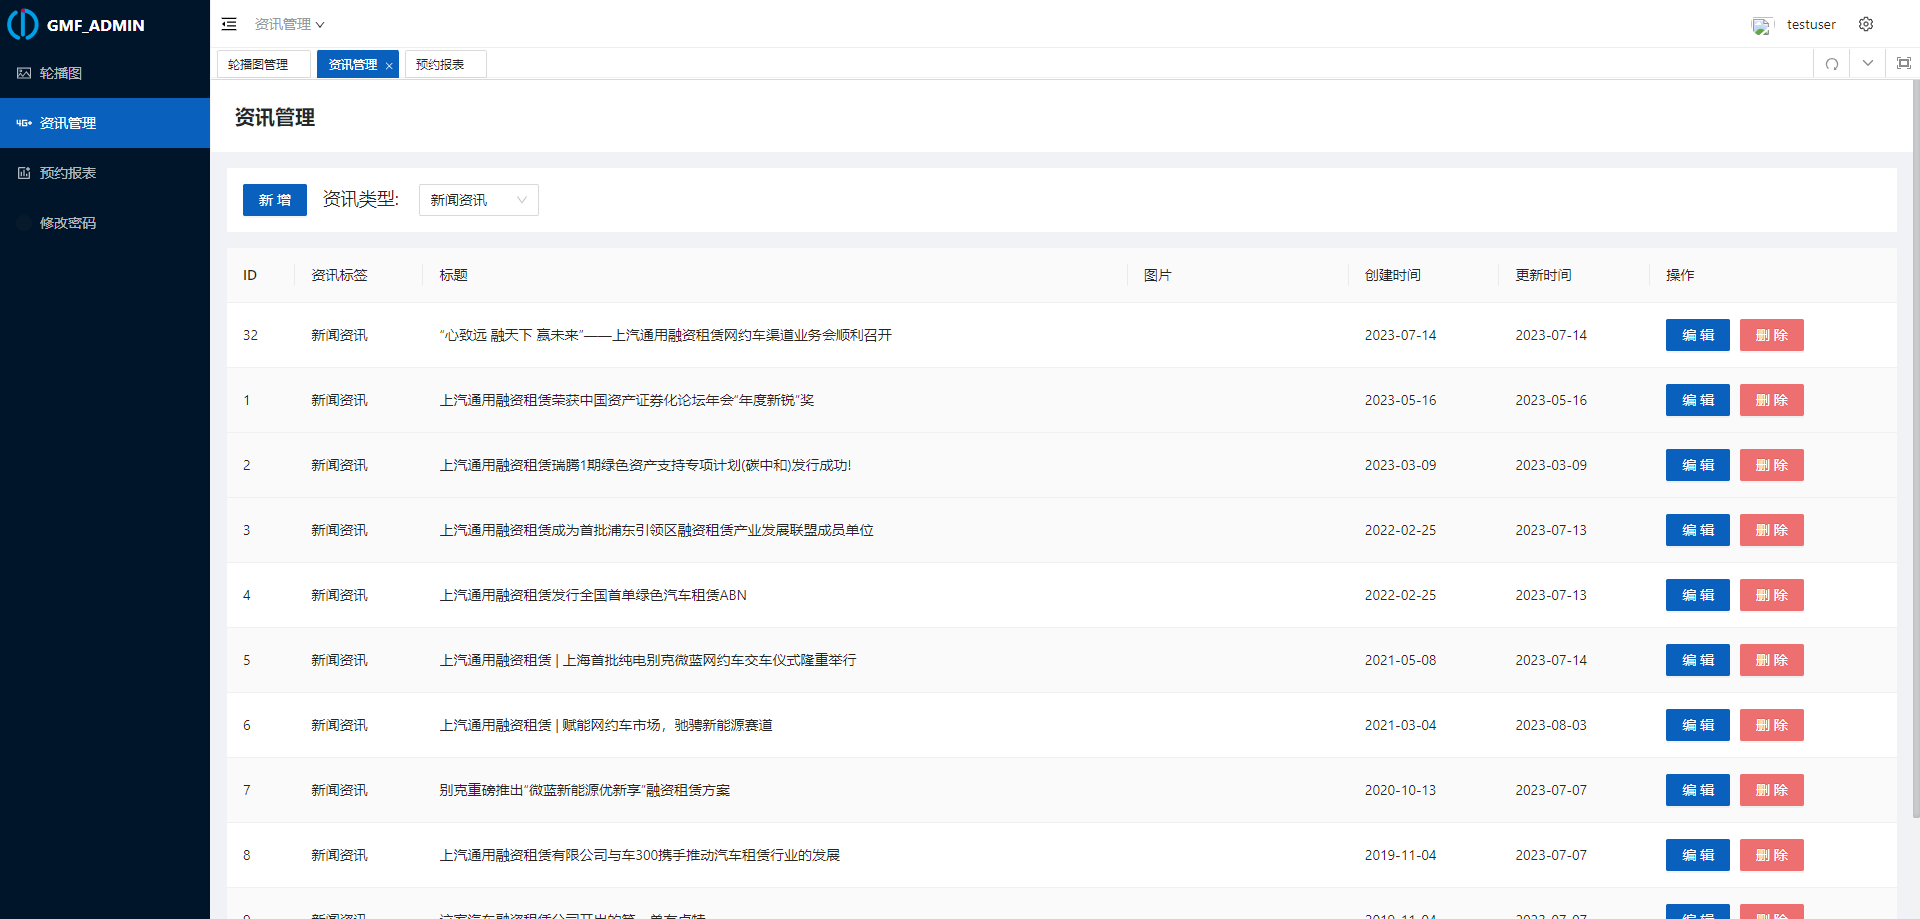 GMF_ADMIN
轮播图
资讯管理
预约报表
修改密码
资讯管理
testuser
轮播图管理 资讯管理 × 预约报表
资讯管理
新 增 资讯类型: 新闻资讯
ID 资讯标签 标题 图片 创建时间 更新时间 操作
32 新闻资讯 “心致远 融天下 赢未来”——上汽通用融资租赁网约车渠道业务会顺利召开 2023-07-14 2023-07-14 编 辑 删 除
1 新闻资讯 上汽通用融资租赁荣获中国资产证券化论坛年会“年度新锐”奖 2023-05-16 2023-05-16 编 辑 删 除
2 新闻资讯 上汽通用融资租赁瑞腾1期绿色资产支持专项计划(碳中和)发行成功! 2023-03-09 2023-03-09 编 辑 删 除
3 新闻资讯 上汽通用融资租赁成为首批浦东引领区融资租赁产业发展联盟成员单位 2022-02-25 2023-07-13 编 辑 删 除
4 新闻资讯 上汽通用融资租赁发行全国首单绿色汽车租赁ABN 2022-02-25 2023-07-13 编 辑 删 除
5 新闻资讯 上汽通用融资租赁 | 上海首批纯电别克微蓝网约车交车仪式隆重举行 2021-05-08 2023-07-14 编 辑 删 除
6 新闻资讯 上汽通用融资租赁 | 赋能网约车市场，驰骋新能源赛道 2021-03-04 2023-08-03 编 辑 删 除
7 新闻资讯 别克重磅推出“微蓝新能源优新享”融资租赁方案 2020-10-13 2023-07-07 编 辑 删 除
8 新闻资讯 上汽通用融资租赁有限公司与车300携手推动汽车租赁行业的发展 2019-11-04 2023-07-07 编 辑 删 除
9 新闻资讯 2019-11-04 2023-07-07 编 辑 删 除